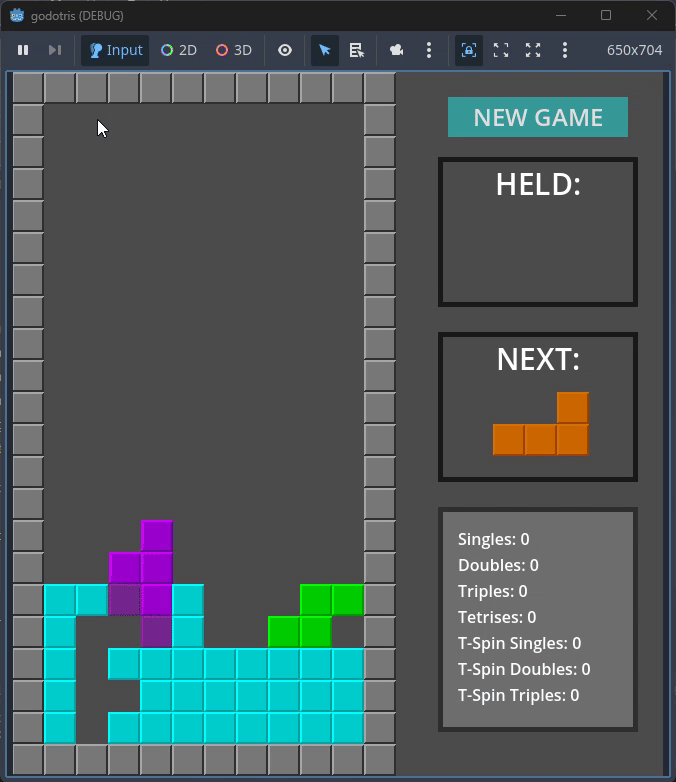 godotris (DEBUG)
Input 2D 3D 650x704
NEW GAME
HELD:
NEXT:
Singles: 0
Doubles: 0
Triples: 0
Tetrises: 0
T-Spin Singles: 0
T-Spin Doubles: 0
T-Spin Triples: 0